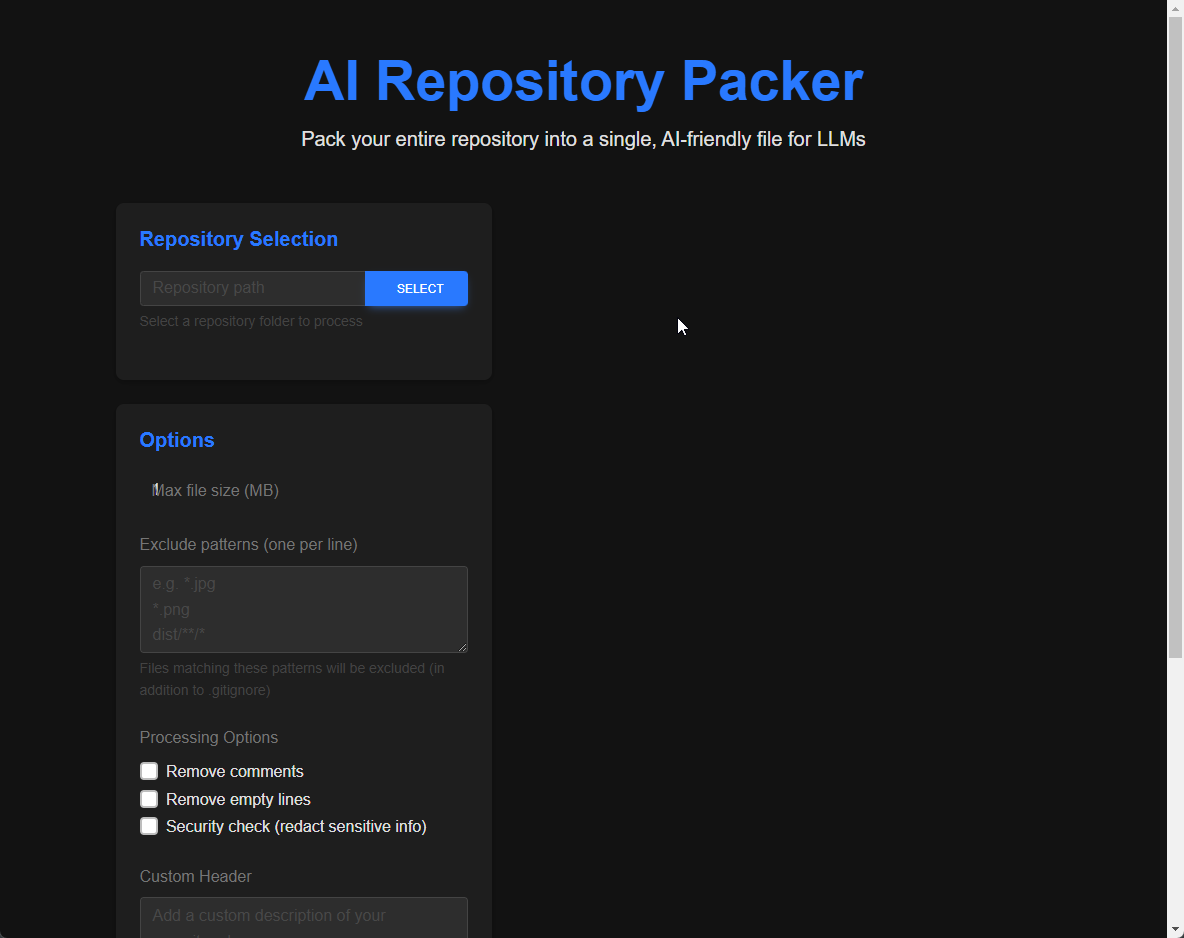 AI Repository Packer
Pack your entire repository into a single, AI-friendly file for LLMs
Repository Selection
Repository path
SELECT
Select a repository folder to process
Options
Max file size (MB)
1
Exclude patterns (one per line)
e.g. *.jpg
*.png
dist/**/*
Files matching these patterns will be excluded (in
addition to .gitignore)
Processing Options
Remove comments
Remove empty lines
Security check (redact sensitive info)
Custom Header
Add a custom description of your